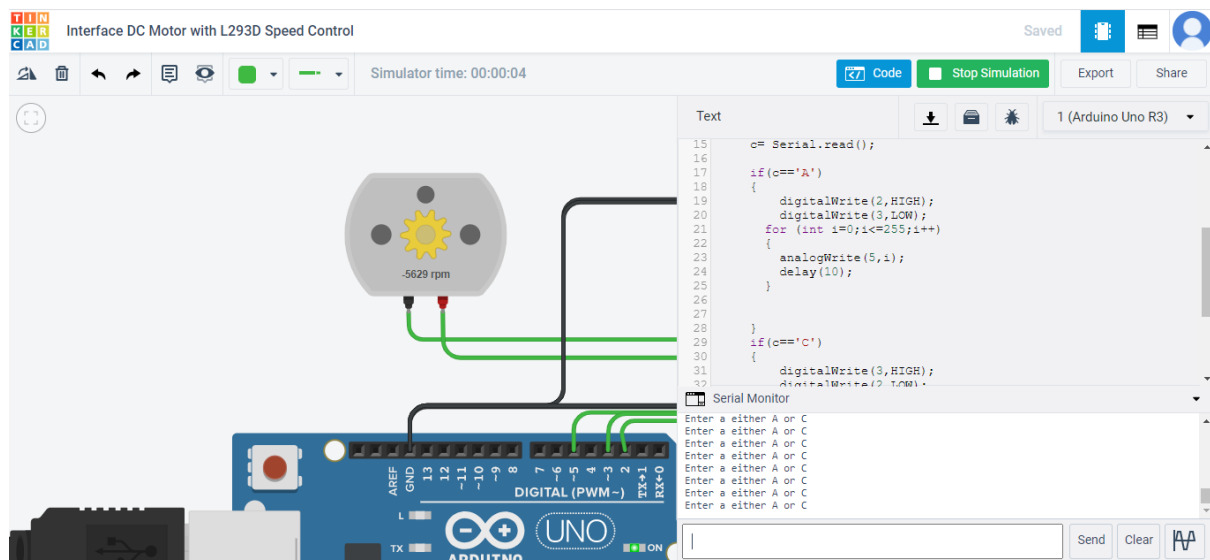 TIN
KER
CAD
Interface DC Motor with L293D Speed Control
Saved
Simulator time: 00:00:04
Code
Stop Simulation
Export
Share
Text
1 (Arduino Uno R3)
15 c= Serial.read();
16
17 if(c=='A')
18 {
19 digitalWrite(2,HIGH);
20 digitalWrite(3,LOW);
21 for (int i=0;i<=255;i++)
22 {
23 analogWrite(5,i);
24 delay(10);
25 }
26
27
28 }
29 if(c=='C')
30 {
31 digitalWrite(3,HIGH);
32 digitalWrite(2,LOW);
-5629 rpm
Serial Monitor
Enter a either A or C
Enter a either A or C
Enter a either A or C
Enter a either A or C
Enter a either A or C
Enter a either A or C
Enter a either A or C
Enter a either A or C
Send
Clear
AREF
GND
13
12
~11
~10
~9
8
7
~6
~5
4
~3
2
TX→1
RX←0
DIGITAL (PWM~)
L
TX
UNO
ON
ARDUINO